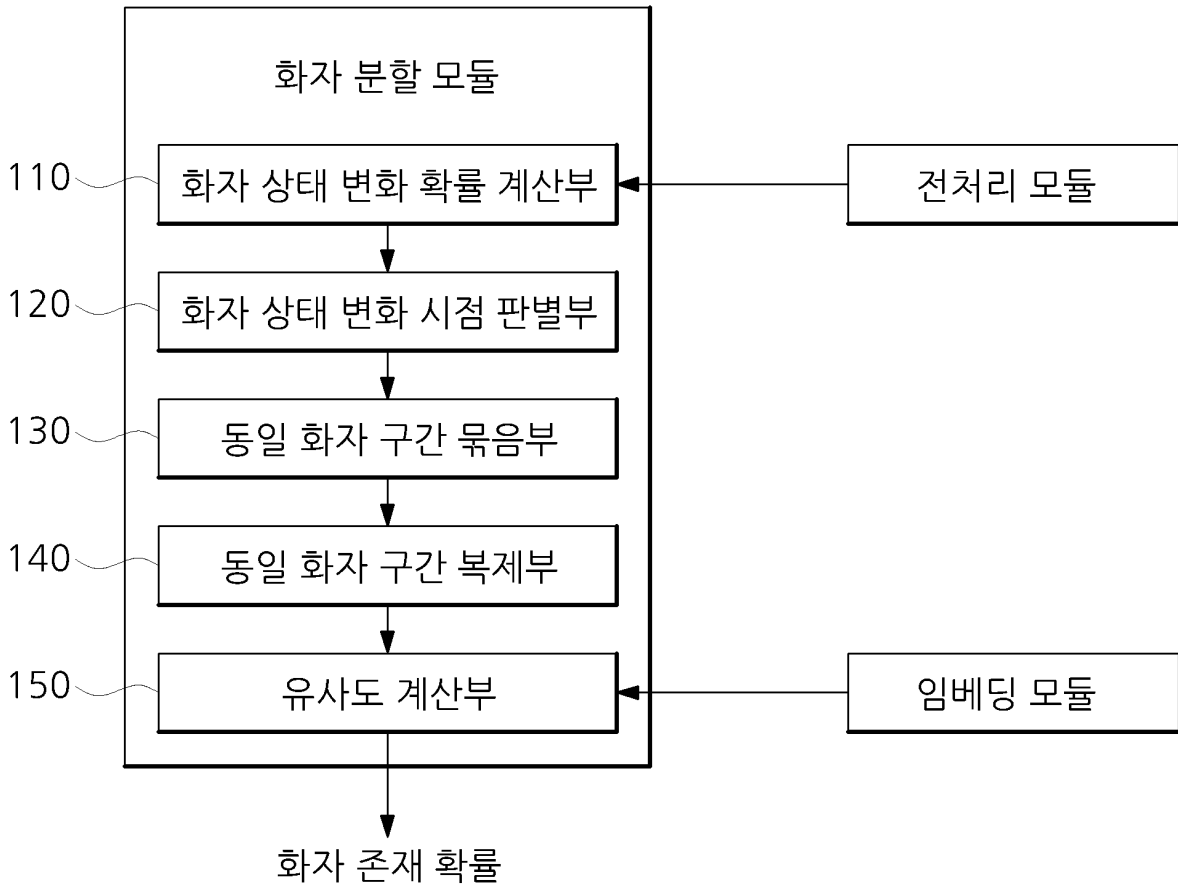 화자 분할 모듈
110 화자 상태 변화 확률 계산부 전처리 모듈
120 화자 상태 변화 시점 판별부
130 동일 화자 구간 묶음부
140 동일 화자 구간 복제부
150 유사도 계산부 임베딩 모듈
화자 존재 확률